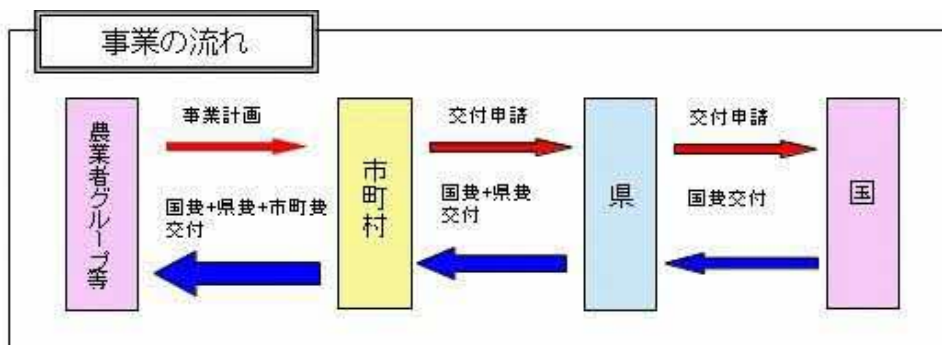 事業の流れ
農業者グループ等
事業計画
国費+県費+市町費
交付
市町村
交付申請
国費+県費
交付
県
交付申請
国費交付
国